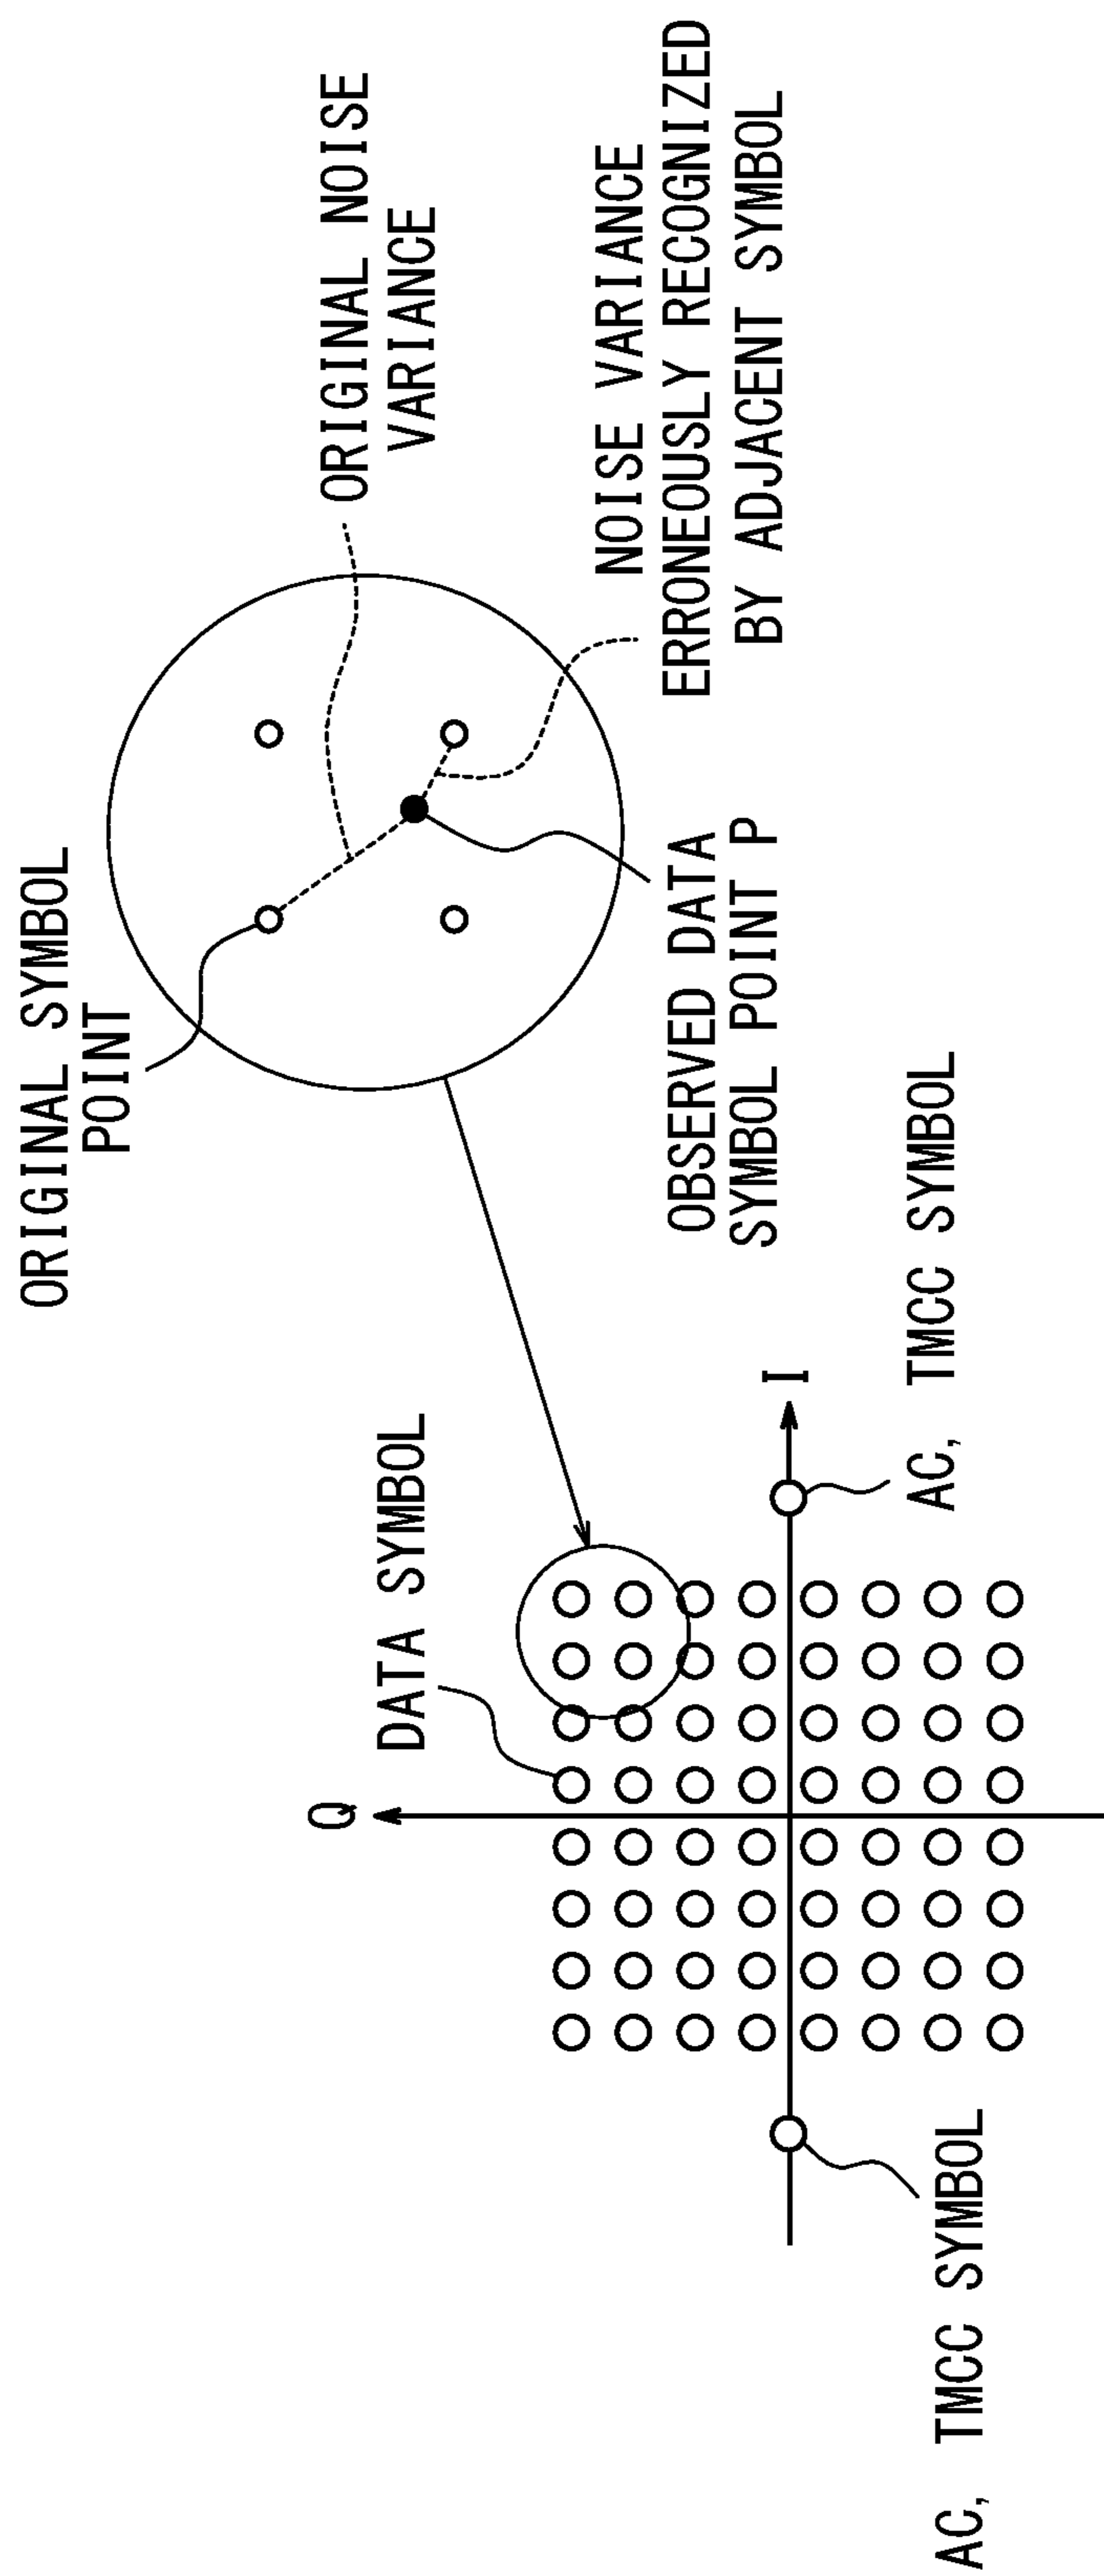 ORIGINAL SYMBOL
POINT
ORIGINAL NOISE
VARIANCE
NOISE VARIANCE
ERRONEOUSLY RECOGNIZED
BY ADJACENT SYMBOL
OBSERVED DATA
SYMBOL POINT P
DATA SYMBOL
Q
I
AC, TMCC SYMBOL
AC, TMCC SYMBOL